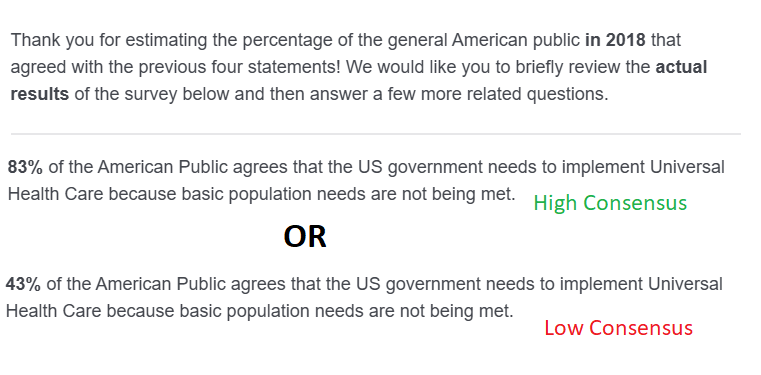 Thank you for estimating the percentage of the general American public in 2018 that
agreed with the previous four statements! We would like you to briefly review the actual
results of the survey below and then answer a few more related questions.
83% of the American Public agrees that the US government needs to implement Universal
Health Care because basic population needs are not being met.
High Consensus
OR
43% of the American Public agrees that the US government needs to implement Universal
Health Care because basic population needs are not being met.
Low Consensus